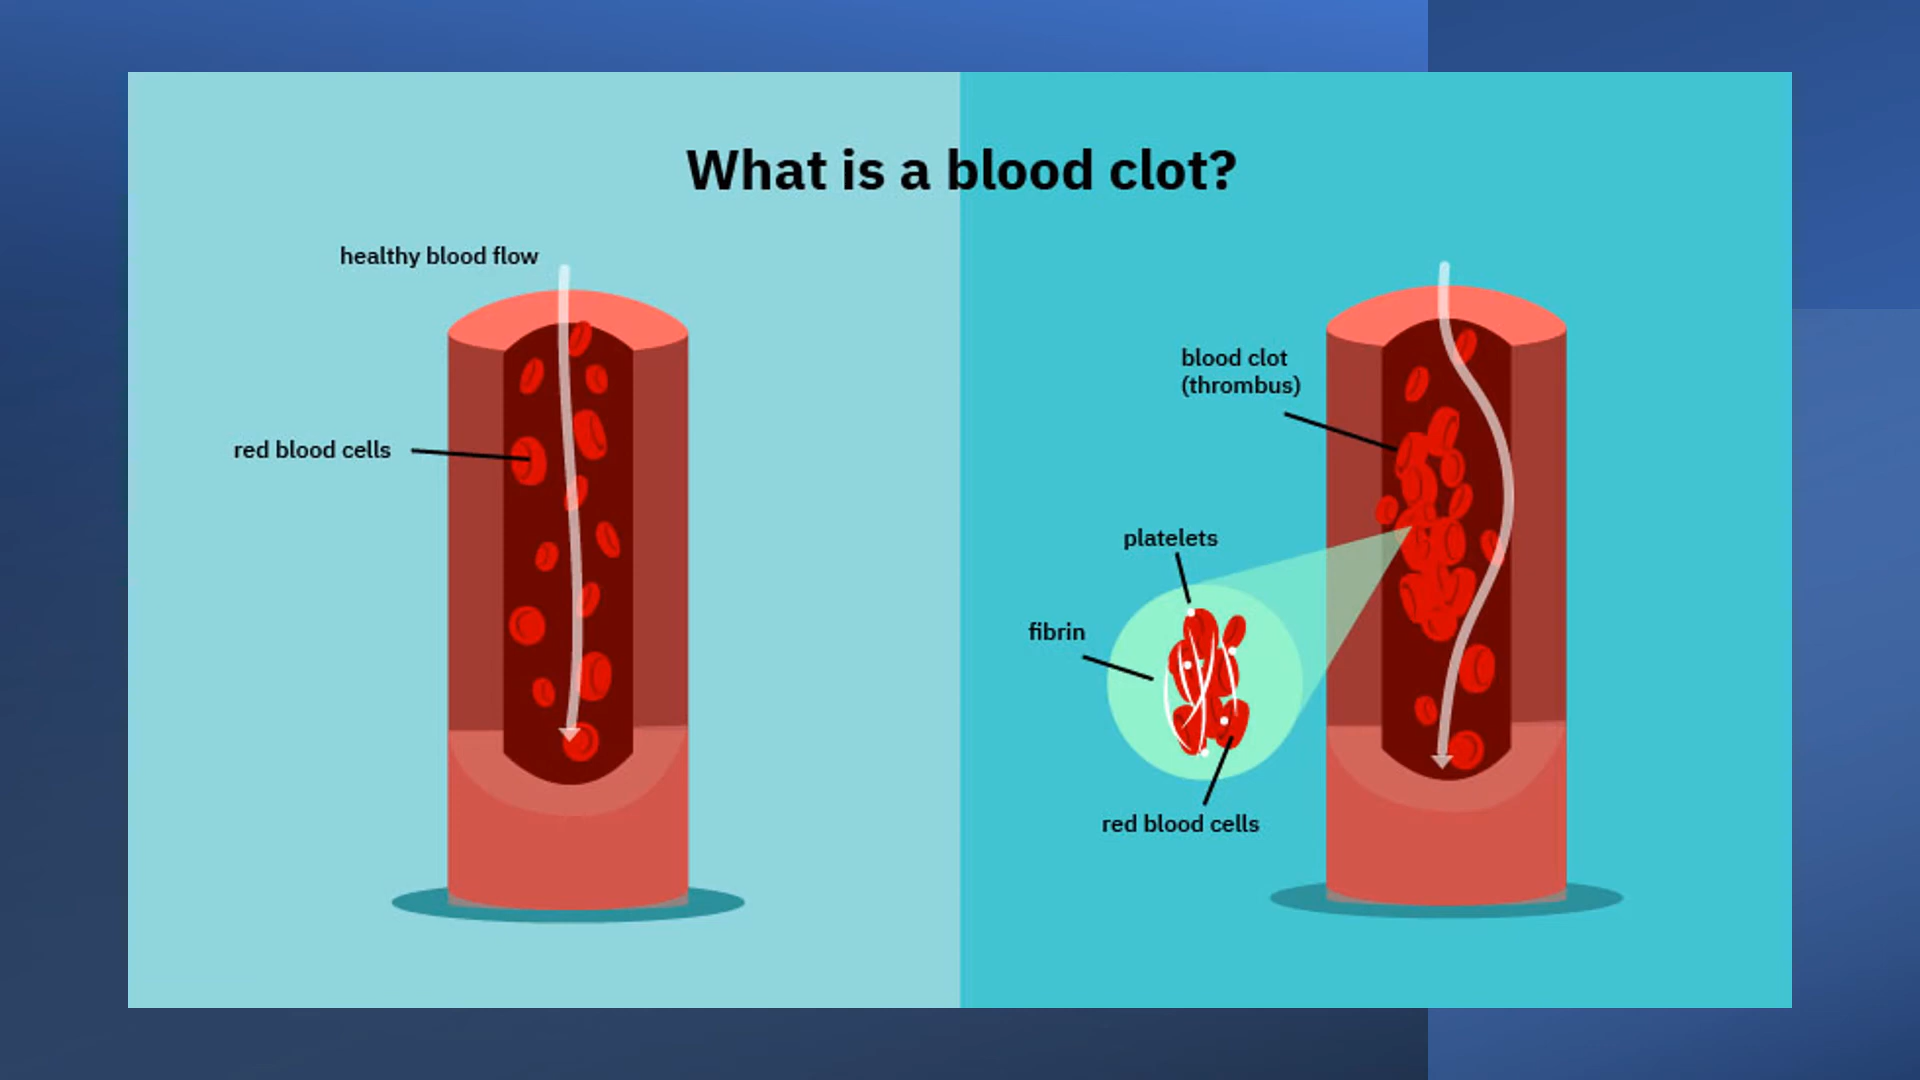 What is a blood clot?
healthy blood flow
red blood cells
blood clot
(thrombus)
platelets
fibrin
red blood cells